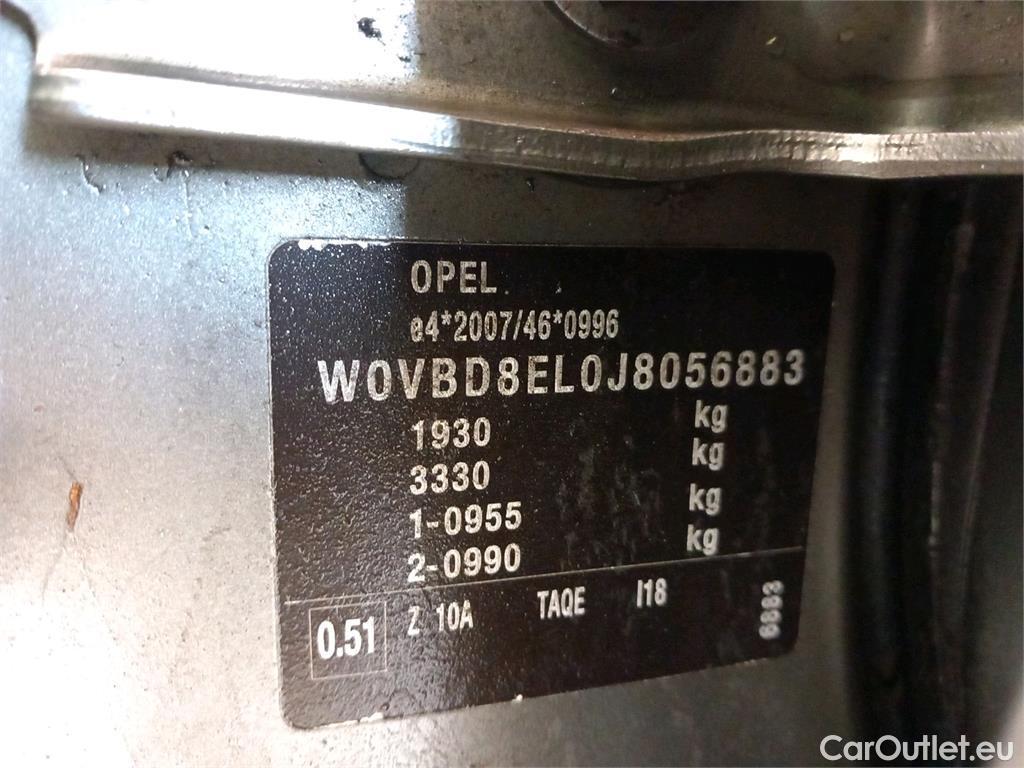 OPEL
e4*2007/46*0996
W0VBD8EL0J8056883
1930 kg
3330 kg
1-0955 kg
2-0990 kg
0.51 Z 10A TAQE I18
6883
CarOutlet.eu